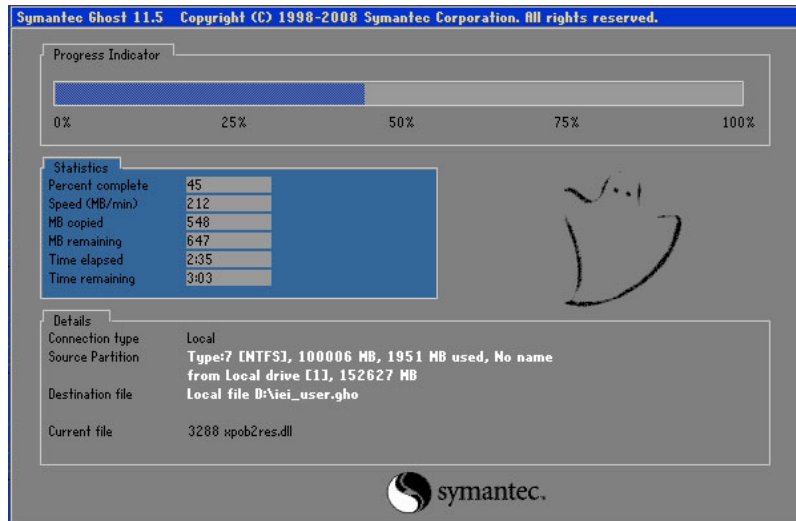 Symantec Ghost 11.5   Copyright (C) 1998-2008 Symantec Corporation. All rights reserved.
Progress Indicator
0% 25% 50% 75% 100%
Statistics
Percent complete 45
Speed (MB/min) 212
MB copied 548
MB remaining 647
Time elapsed 2:35
Time remaining 3:03
Details
Connection type Local
Source Partition Type:7 [NTFS], 100006 MB, 1951 MB used, No name
from Local drive [1], 152627 MB
Destination file Local file D:\iei_user.gho
Current file 3288 xpob2res.dll
symantec.